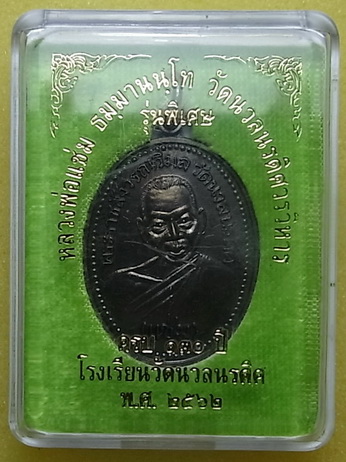 หลวงพ่อแช่ม ธมมานนฺโท วัดนวลนรดิศวรวิหาร
รุ่นพิเศษ
ครบ ๑๓๐ ปี
โรงเรียนวัดนวลนรดิศ
พ.ศ. ๒๕๖๒